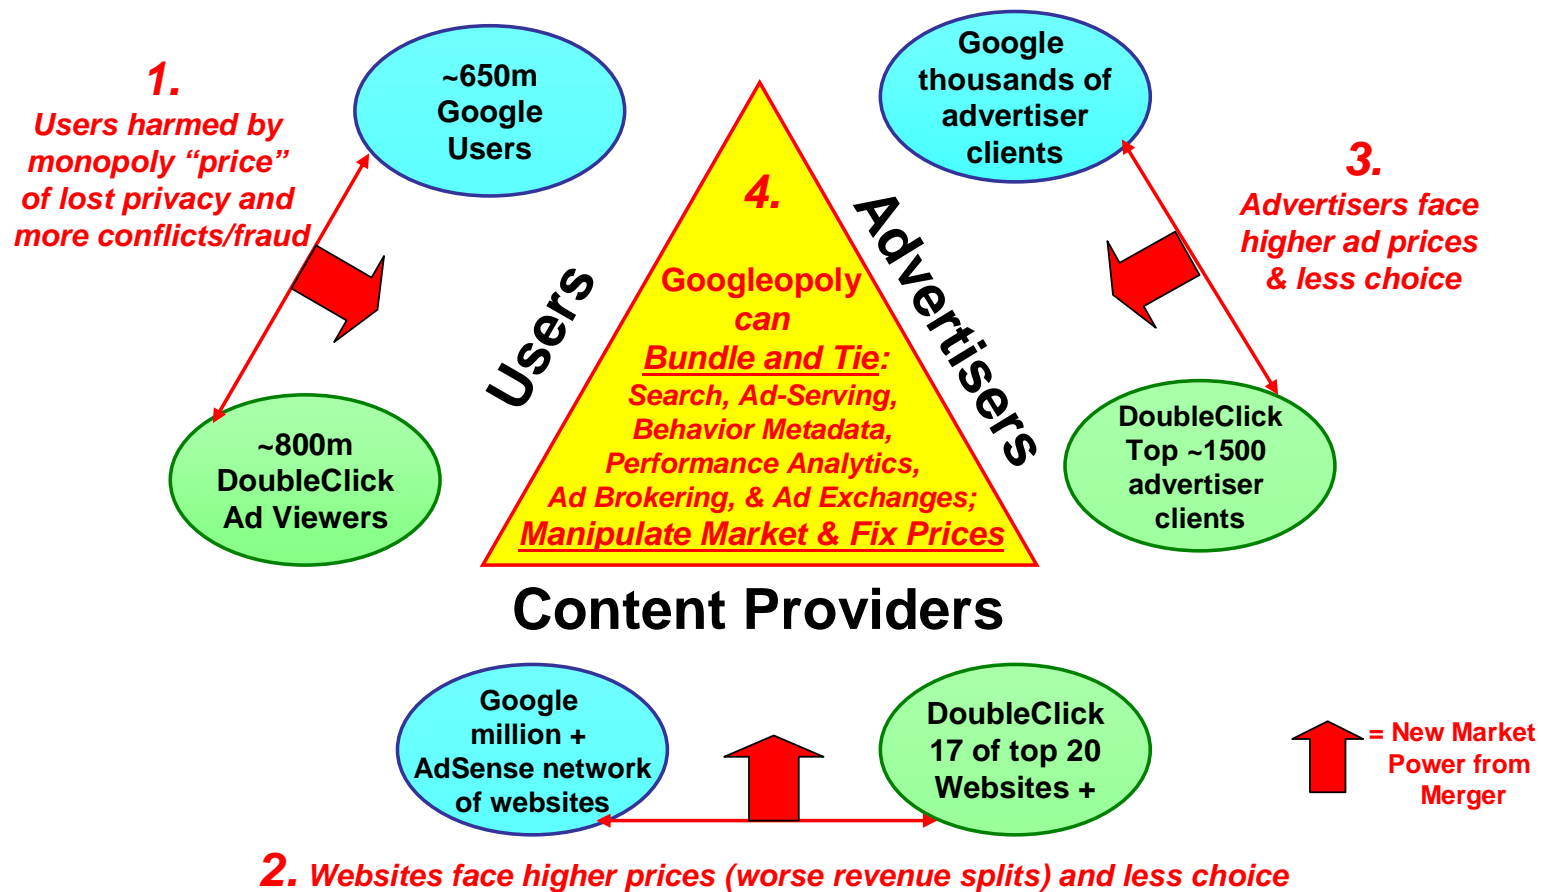 1.
Users harmed by
monopoly “price”
of lost privacy and
more conflicts/fraud
~650m
Google
Users
Google
thousands of
advertiser
clients
3.
Advertisers face
higher ad prices
& less choice
Users
Advertisers
4.
Googleopoly
can
Bundle and Tie:
Search, Ad-Serving,
Behavior Metadata,
Performance Analytics,
Ad Brokering, & Ad Exchanges;
Manipulate Market & Fix Prices
~800m
DoubleClick
Ad Viewers
DoubleClick
Top ~1500
advertiser
clients
Content Providers
Google
million +
AdSense network
of websites
DoubleClick
17 of top 20
Websites +
= New Market
Power from
Merger
2. Websites face higher prices (worse revenue splits) and less choice